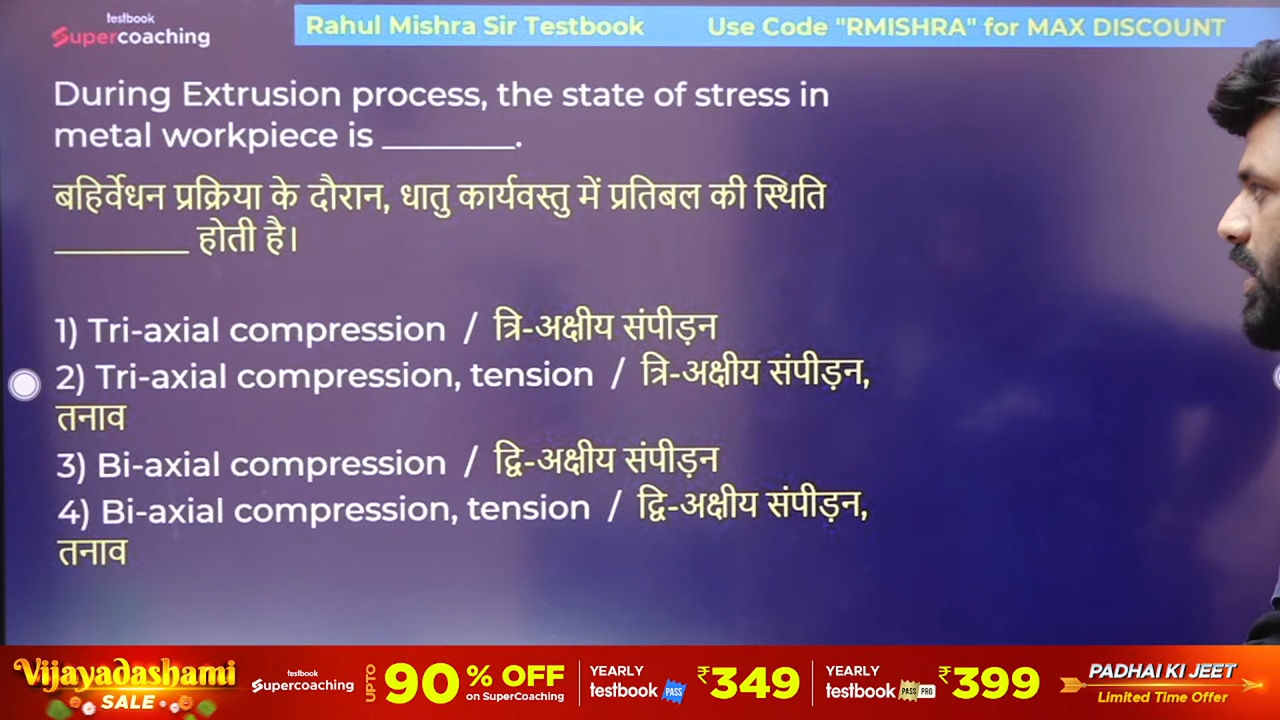 testbook
Supercoaching
Rahul Mishra Sir Testbook Use Code "RMISHRA" for MAX DISCOUNT
During Extrusion process, the state of stress in
metal workpiece is _______.
बहिर्वेधन प्रक्रिया के दौरान, धातु कार्यवस्तु में प्रतिबल की स्थिति
_______ होती है।
1) Tri-axial compression / त्रि-अक्षीय संपीड़न
2) Tri-axial compression, tension / त्रि-अक्षीय संपीड़न,
तनाव
3) Bi-axial compression / द्वि-अक्षीय संपीड़न
4) Bi-axial compression, tension / द्वि-अक्षीय संपीड़न,
तनाव
Vijayadashami
SALE
testbook
Supercoaching
UPTO 90% OFF
on SuperCoaching
YEARLY
testbook PASS
₹349
YEARLY
testbook PASS PRO
₹399
PADHAI KI JEET
Limited Time Offer